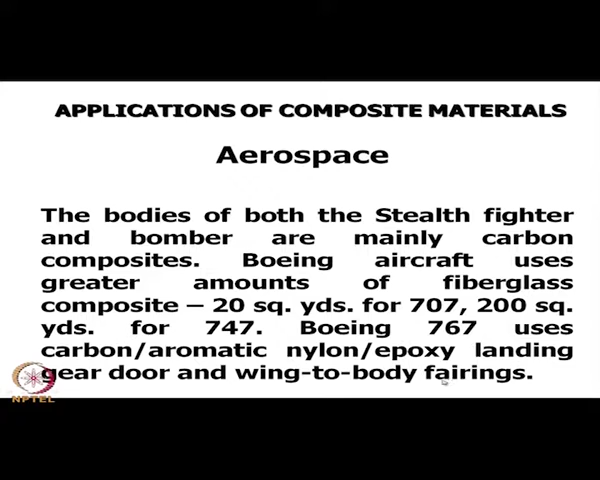 APPLICATIONS OF COMPOSITE MATERIALS
Aerospace
The bodies of both the Stealth fighter
and bomber are mainly carbon
composites. Boeing aircraft uses
greater amounts of fiberglass
composite – 20 sq. yds. for 707, 200 sq.
yds. for 747. Boeing 767 uses
carbon/aromatic nylon/epoxy landing
gear door and wing-to-body fairings.
NPTEL